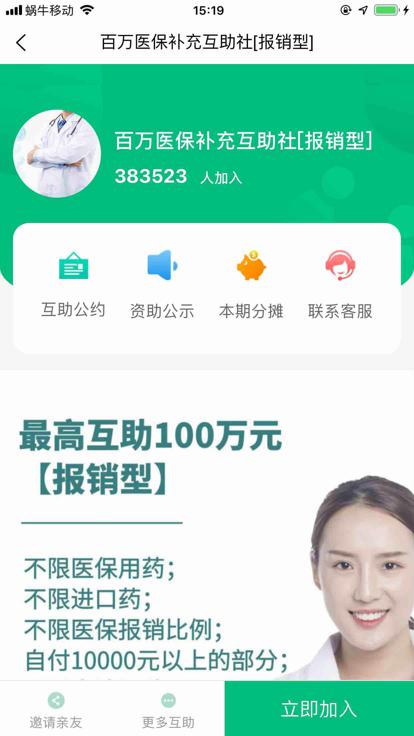 蜗牛移动
15:19
百万医保补充互助社[报销型]
百万医保补充互助社[报销型]
383523 人加入
互助公约 资助公示 本期分摊 联系客服
最高互助100万元
【报销型】
不限医保用药；
不限进口药；
不限医保报销比例；
自付10000元以上的部分；
邀请亲友 更多互助 立即加入